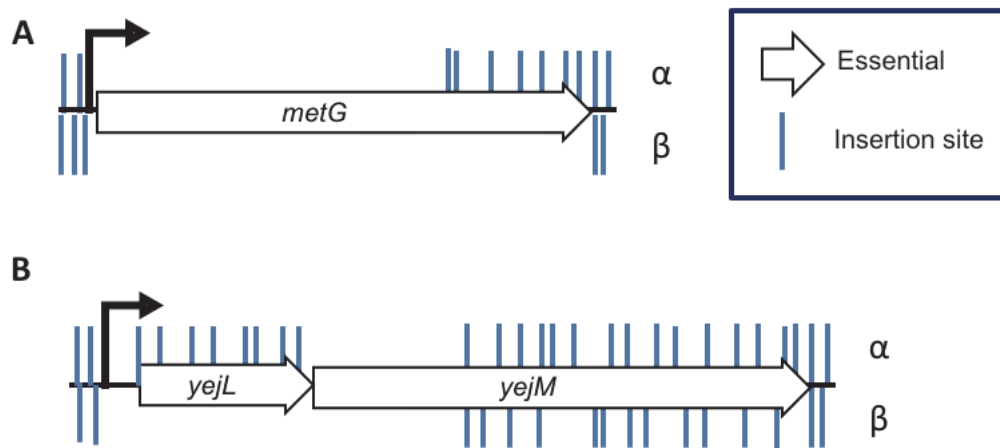 A
metG
α
β
Essential
Insertion site
B
yejL
yejM
α
β